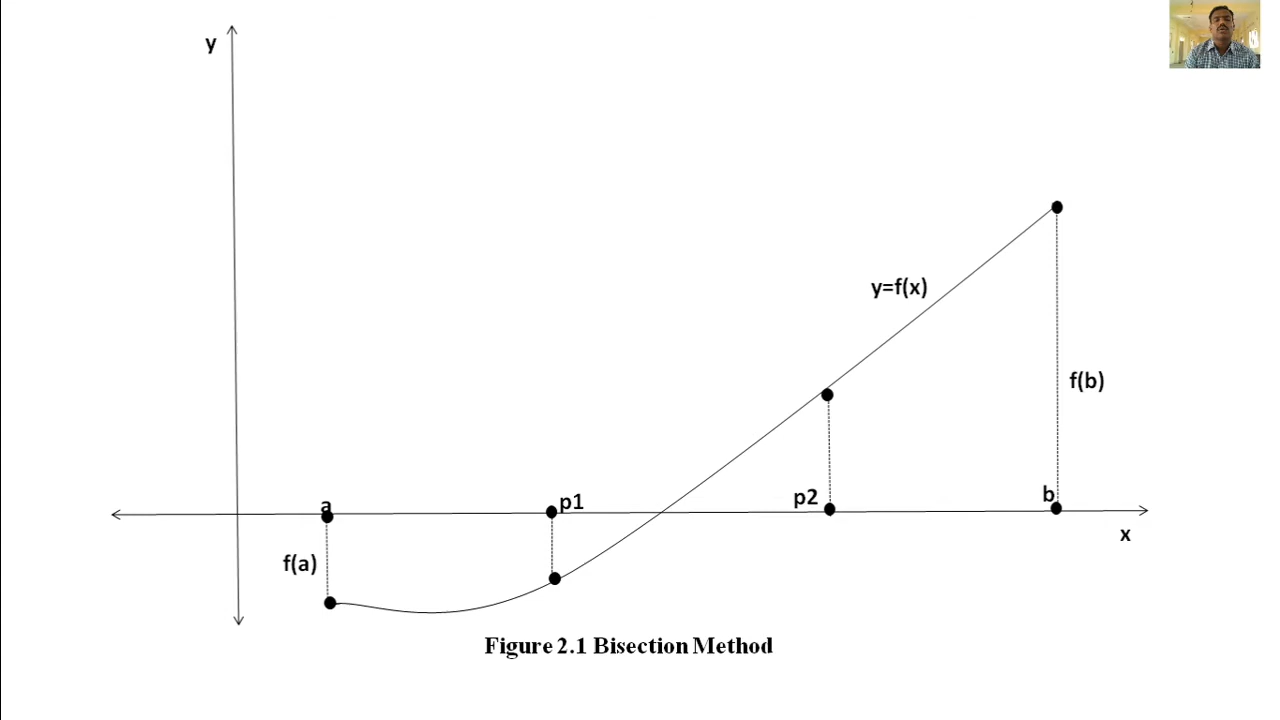 y
y=f(x)
f(b)
a
p1
p2
b
x
f(a)
Figure 2.1 Bisection Method